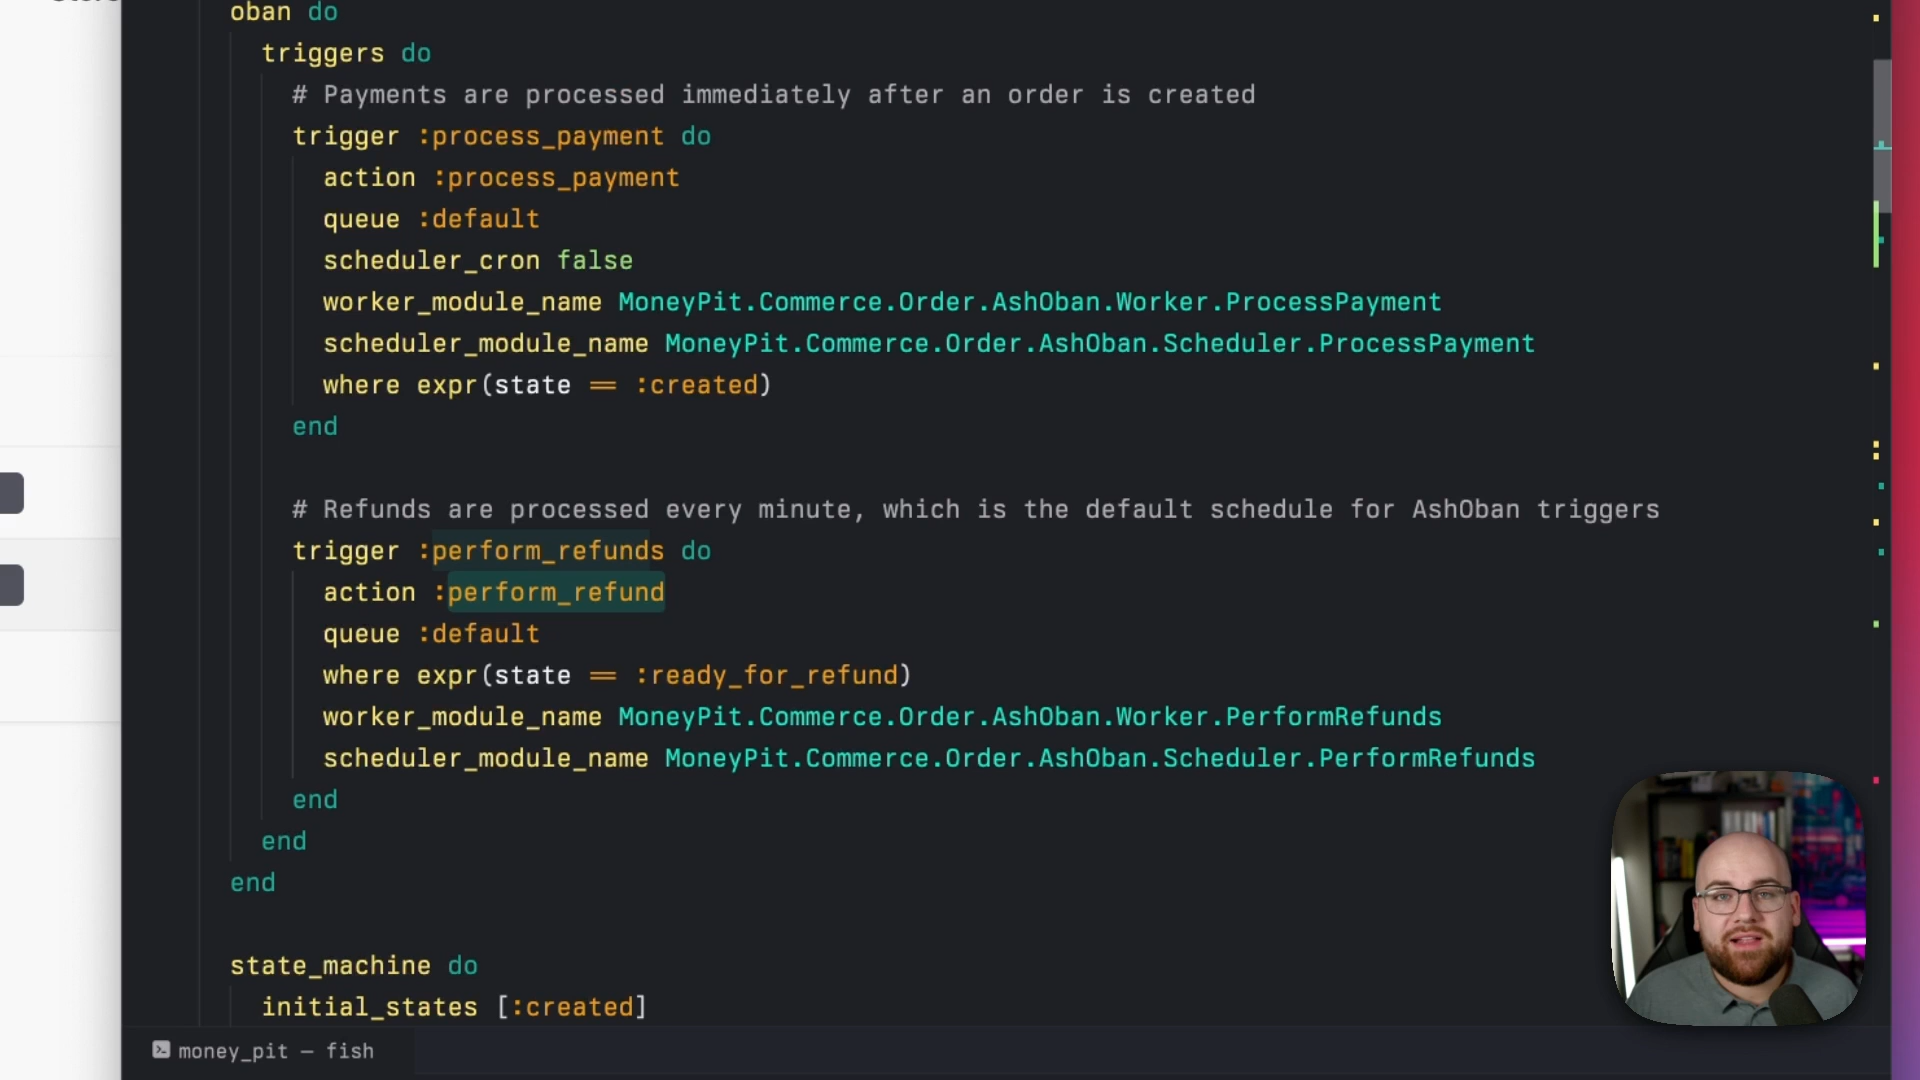 oban do
triggers do
# Payments are processed immediately after an order is created
trigger :process_payment do
action :process_payment
queue :default
scheduler_cron false
worker_module_name MoneyPit.Commerce.Order.AshOban.Worker.ProcessPayment
scheduler_module_name MoneyPit.Commerce.Order.AshOban.Scheduler.ProcessPayment
where expr(state == :created)
end
# Refunds are processed every minute, which is the default schedule for AshOban triggers
trigger :perform_refunds do
action :perform_refund
queue :default
where expr(state == :ready_for_refund)
worker_module_name MoneyPit.Commerce.Order.AshOban.Worker.PerformRefunds
scheduler_module_name MoneyPit.Commerce.Order.AshOban.Scheduler.PerformRefunds
end
end
end
state_machine do
initial_states [:created]
money_pit — fish